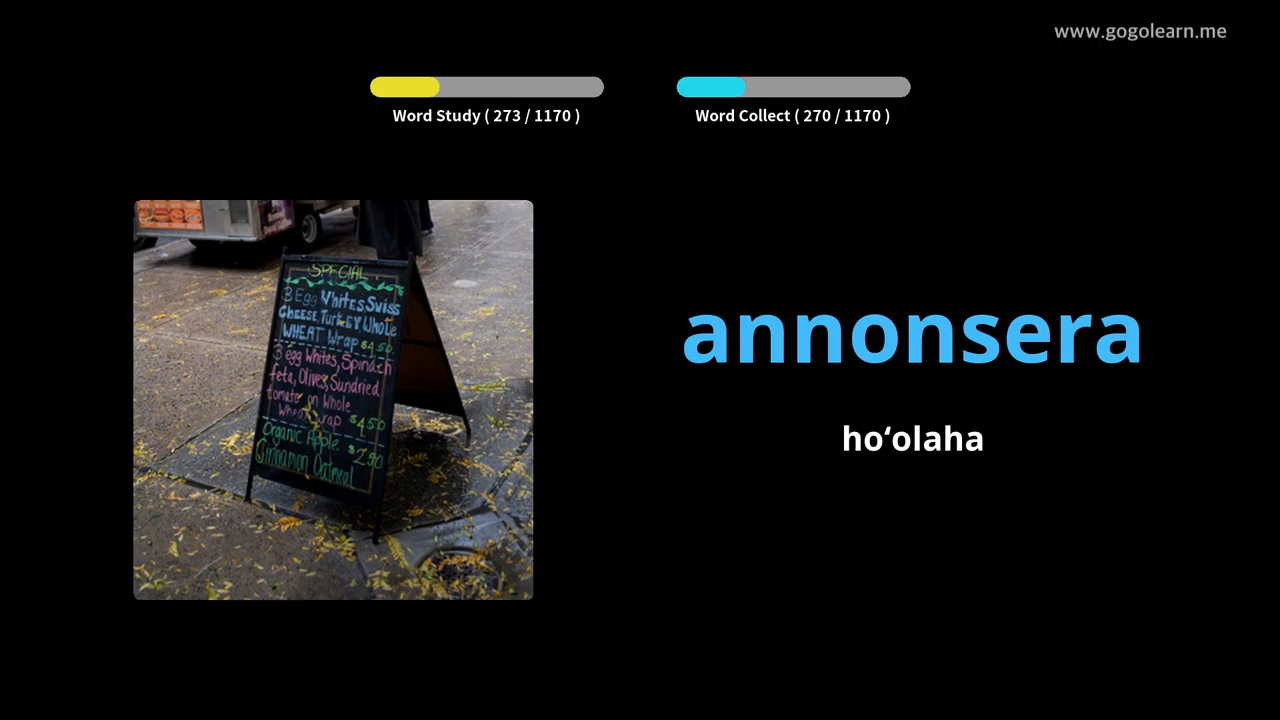 www.gogolearn.me
Word Study ( 273 / 1170 )
Word Collect ( 270 / 1170 )
SPECIAL
3 Egg Whites, Swiss
Cheese, Turkey Whole
WHEAT Wrap $4.50
3 egg Whites, Spinach
feta, Olives, Sundried
tomato on Whole
Wheat wrap $4.50
Organic Apple
Cinnamon Oatmeal $2.50
annonsera
hoʻolaha